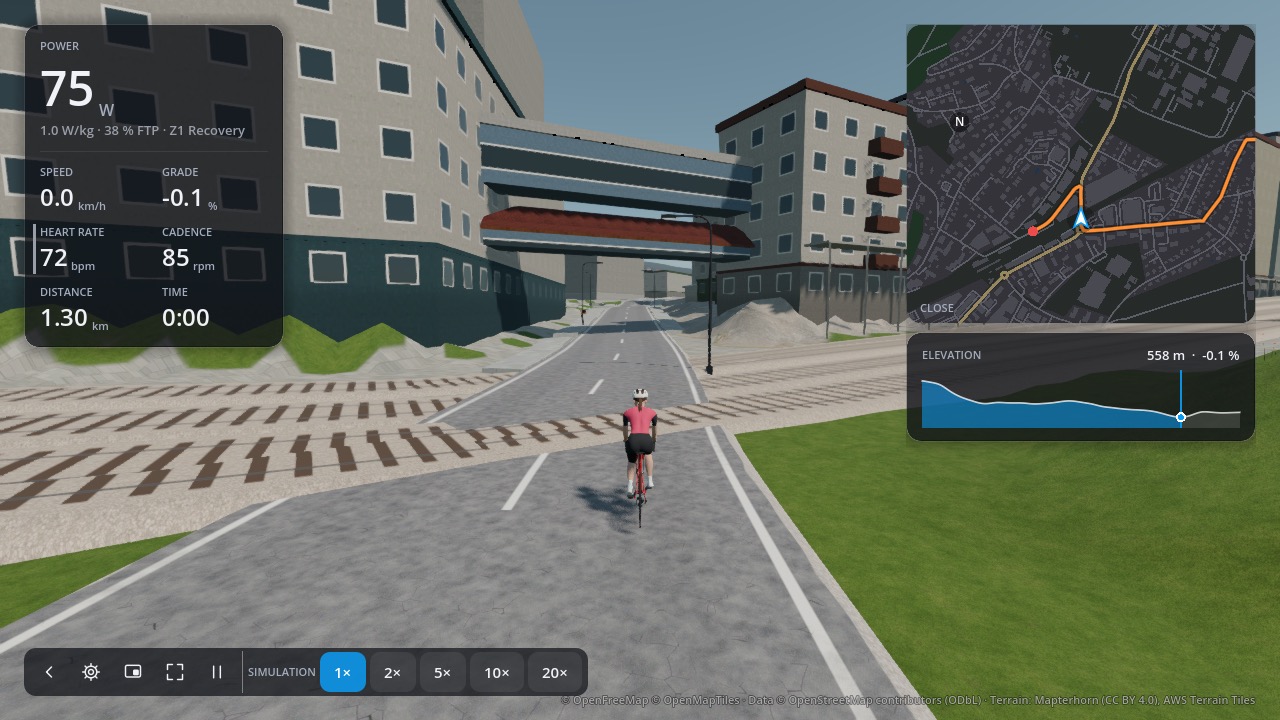 POWER
75 W
1.0 W/kg · 38 % FTP · Z1 Recovery
SPEED
0.0 km/h
GRADE
-0.1 %
HEART RATE
72 bpm
CADENCE
85 rpm
DISTANCE
1.30 km
TIME
0:00
N
CLOSE
ELEVATION
558 m · -0.1 %
SIMULATION
1×
2×
5×
10×
20×
© OpenFreeMap © OpenMapTiles · Data © OpenStreetMap contributors (ODbL) · Terrain: Mapterhorn (CC BY 4.0), AWS Terrain Tiles